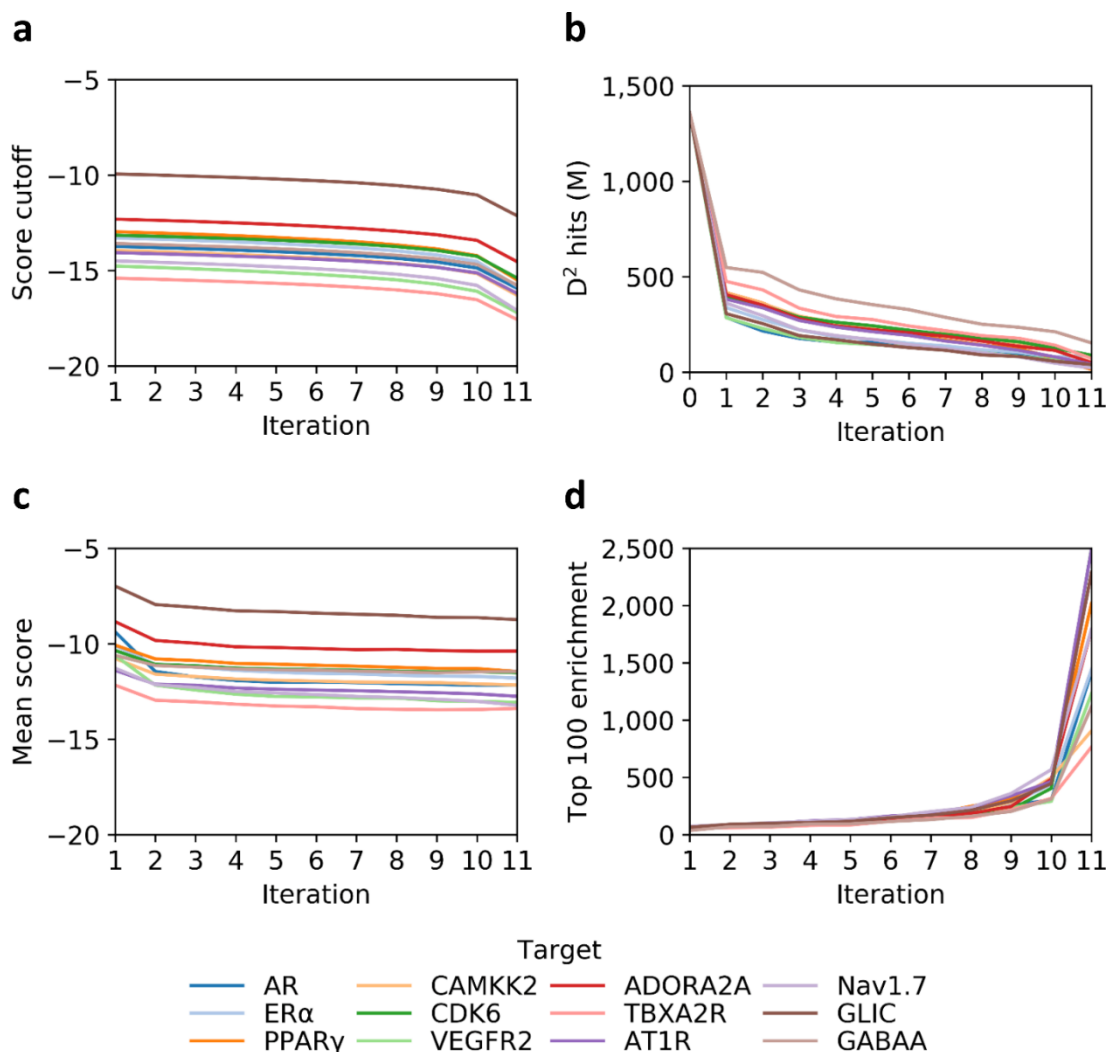 a
−5
−10
−15
−20
Score cutoff
1 2 3 4 5 6 7 8 9 10 11
Iteration
b
1,500
1,000
500
0
D² hits (M)
0 1 2 3 4 5 6 7 8 9 10 11
Iteration
c
−5
−10
−15
−20
Mean score
1 2 3 4 5 6 7 8 9 10 11
Iteration
d
2,500
2,000
1,500
1,000
500
0
Top 100 enrichment
1 2 3 4 5 6 7 8 9 10 11
Iteration
Target
AR CAMKK2 ADORA2A Nav1.7
ERα CDK6 TBXA2R GLIC
PPARγ VEGFR2 AT1R GABAA